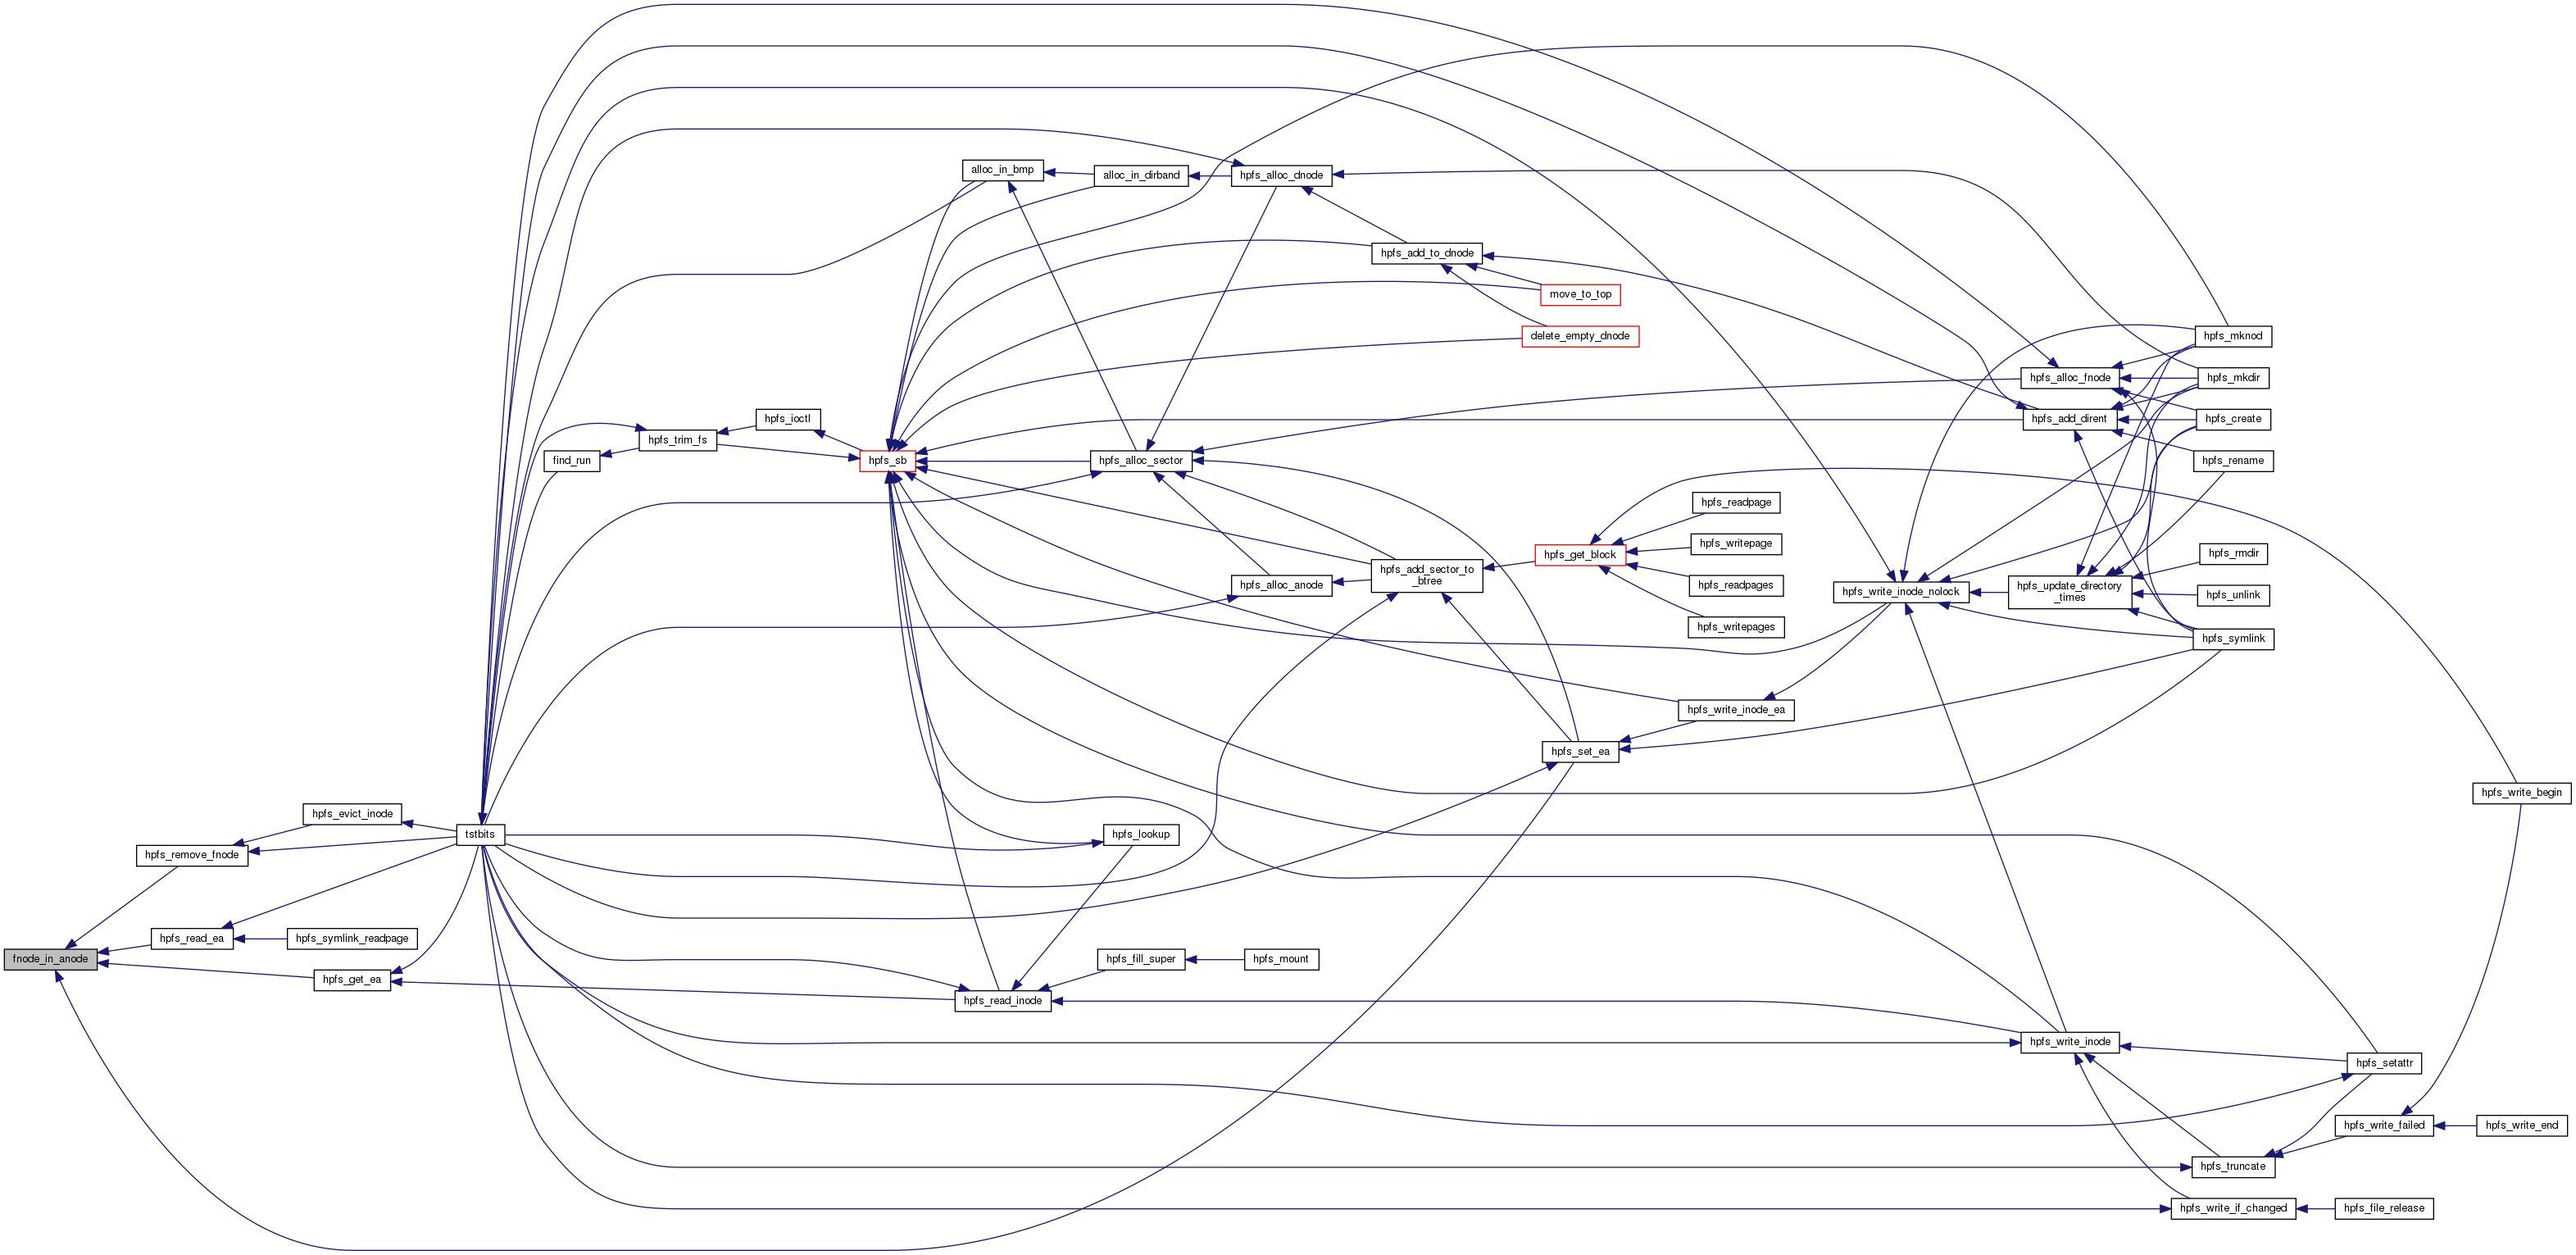 alloc_in_bmp
alloc_in_dirband
hpfs_alloc_dnode
hpfs_add_to_dnode
move_to_top
delete_empty_dnode
hpfs_mknod
hpfs_alloc_fnode
hpfs_mkdir
hpfs_ioctl
hpfs_add_dirent
hpfs_create
hpfs_trim_fs
find_run
hpfs_sb
hpfs_alloc_sector
hpfs_rename
hpfs_readpage
hpfs_writepage
hpfs_get_block
hpfs_rmdir
hpfs_add_sector_to
_btree
hpfs_alloc_anode
hpfs_readpages
hpfs_write_inode_nolock
hpfs_update_directory
_times
hpfs_unlink
hpfs_writepages
hpfs_symlink
hpfs_write_inode_ea
hpfs_set_ea
hpfs_write_begin
hpfs_evict_inode
tstbits
hpfs_lookup
hpfs_remove_fnode
hpfs_read_ea
hpfs_symlink_readpage
fnode_in_anode
hpfs_get_ea
hpfs_fill_super
hpfs_mount
hpfs_read_inode
hpfs_write_inode
hpfs_setattr
hpfs_write_failed
hpfs_write_end
hpfs_truncate
hpfs_write_if_changed
hpfs_file_release